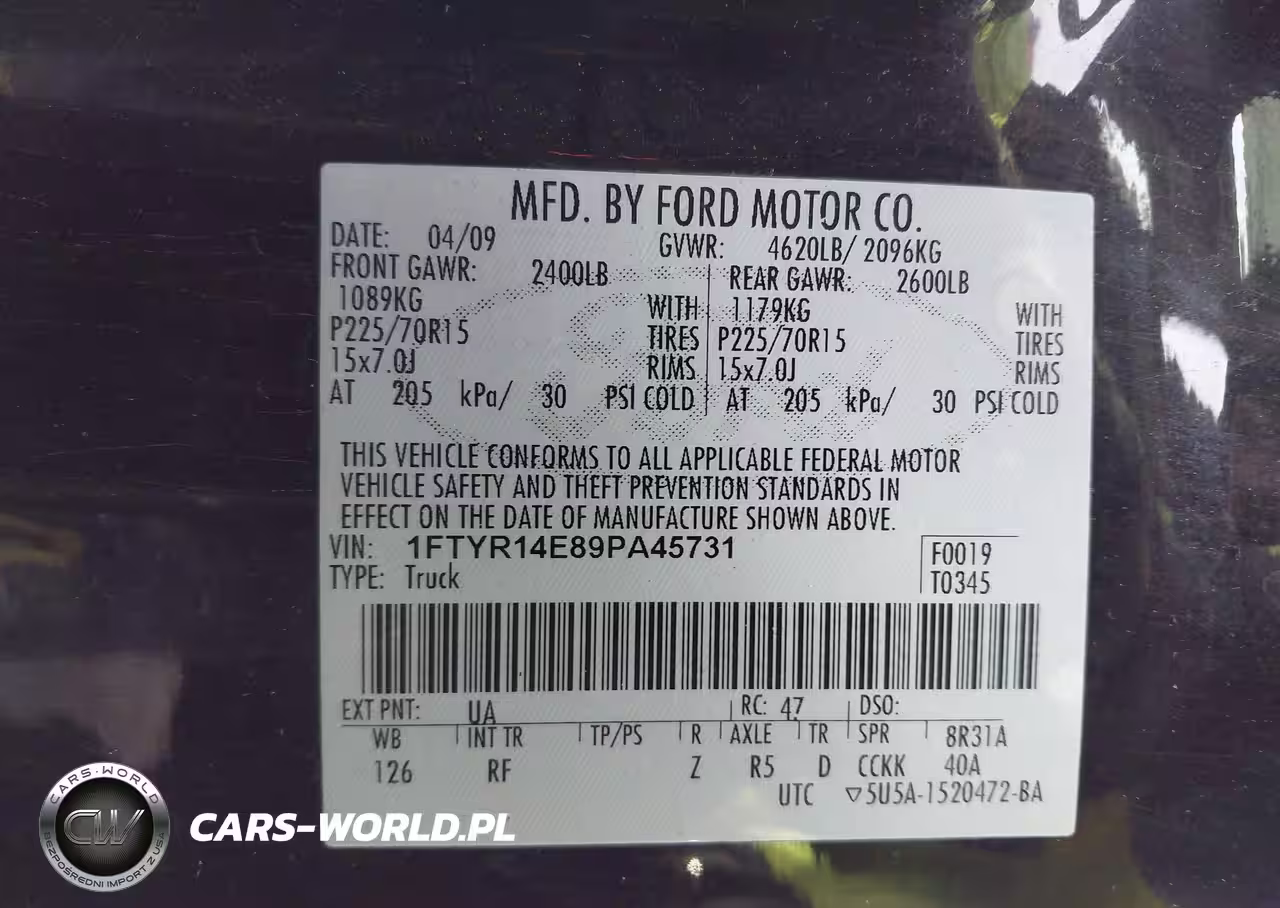 MFD. BY FORD MOTOR CO.
DATE: 04/09 GVWR: 4620LB/ 2096KG
FRONT GAWR: 2400LB REAR GAWR: 2600LB
1089KG WITH 1179KG WITH
P225/70R15 TIRES P225/70R15 TIRES
15x7.0J RIMS 15x7.0J RIMS
AT 205 kPa/ 30 PSI COLD AT 205 kPa/ 30 PSI COLD
THIS VEHICLE CONFORMS TO ALL APPLICABLE FEDERAL MOTOR
VEHICLE SAFETY AND THEFT PREVENTION STANDARDS IN
EFFECT ON THE DATE OF MANUFACTURE SHOWN ABOVE.
VIN: 1FTYR14E89PA45731 F0019
TYPE: Truck T0345
EXT PNT: UA RC: 47 DSO:
WB INT TR TP/PS R AXLE TR SPR 8R31A
126 RF Z R5 D CCKK 40A
UTC ▽5U5A-1520472-BA
CARS-WORLD
CW
BEZPOŚREDNI IMPORT Z USA
CARS-WORLD.PL